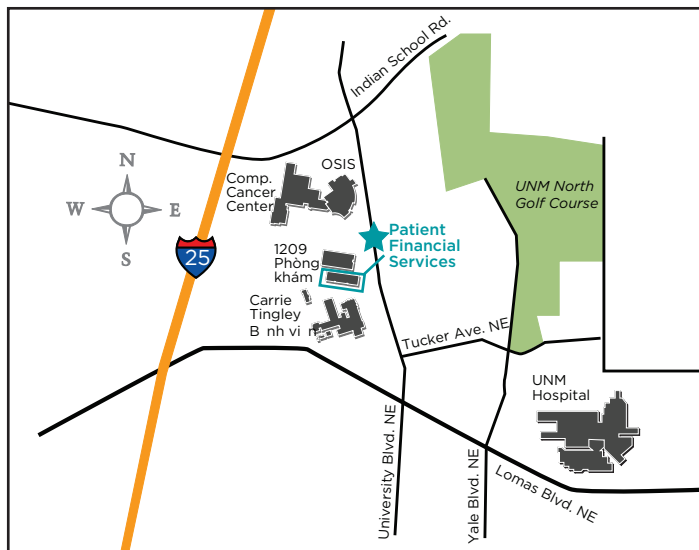 Indian School Rd.
N
W
E
S
Comp.
Cancer
Center
OSIS
UNM North
Golf Course
25
Patient
Financial
Services
1209
Phòng
khám
Carrie
Tingley
B nh vi n
Tucker Ave. NE
UNM
Hospital
University Blvd. NE
Yale Blvd. NE
Lomas Blvd. NE